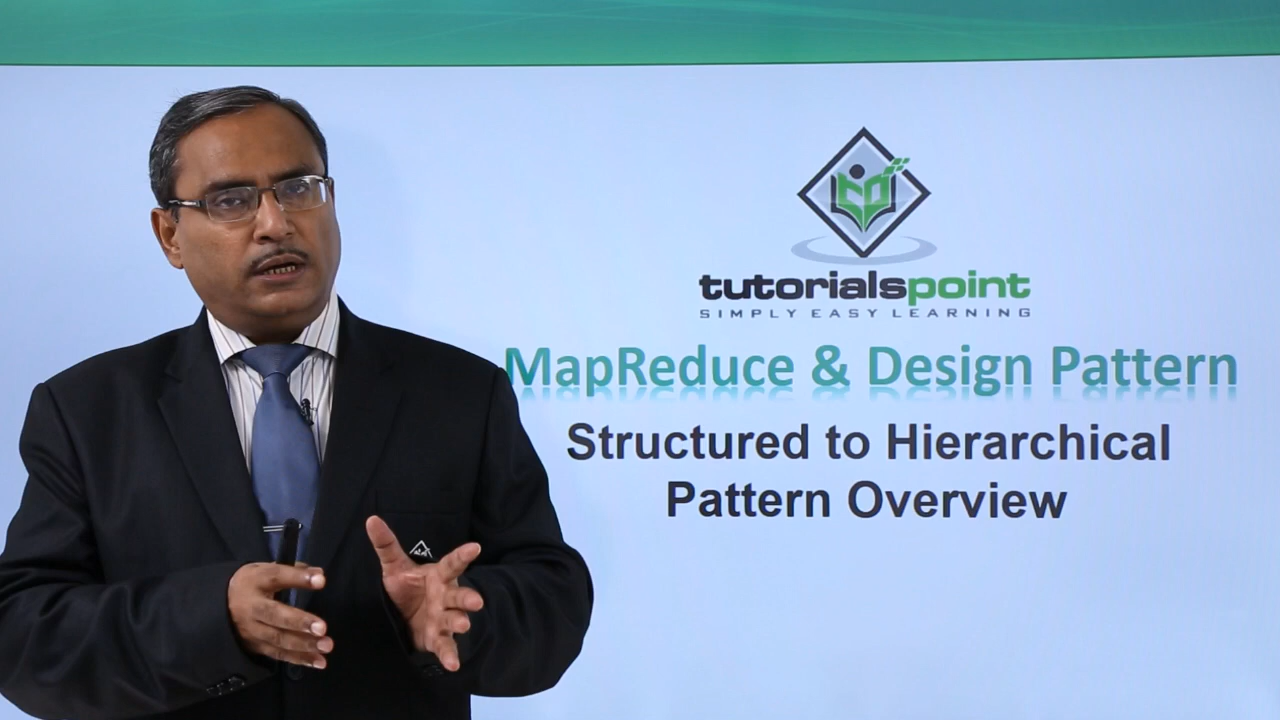 tutorialspoint
SIMPLY EASY LEARNING
MapReduce & Design Pattern
Structured to Hierarchical
Pattern Overview